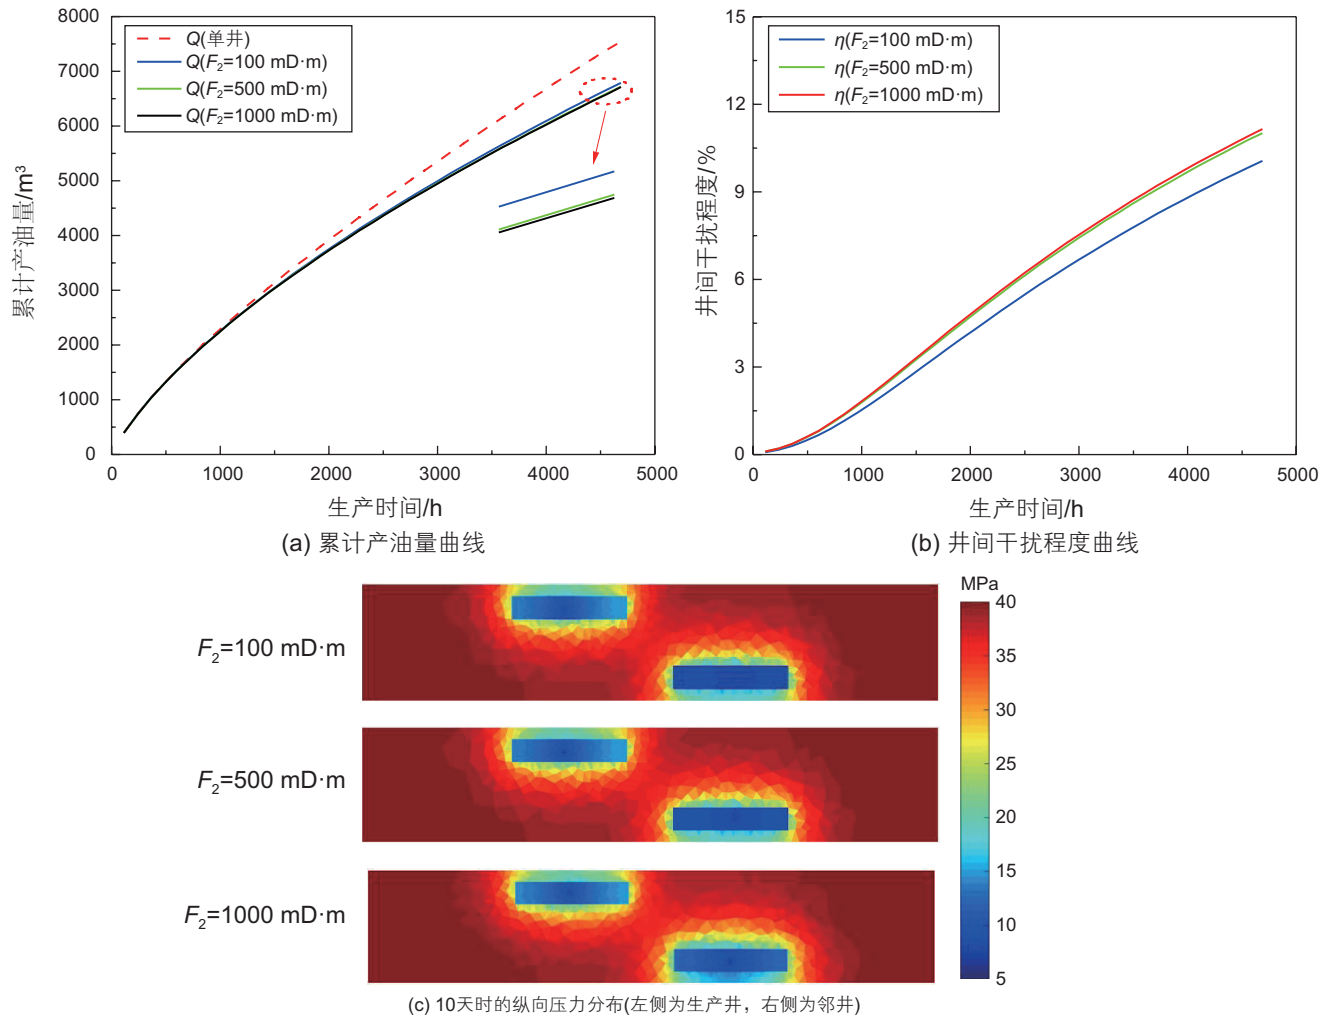 8000
7000
6000
5000
4000
3000
2000
1000
0
累计产油量/m³
Q(单井)
Q(F₂=100 mD·m)
Q(F₂=500 mD·m)
Q(F₂=1000 mD·m)
0 1000 2000 3000 4000 5000
生产时间/h
(a) 累计产油量曲线
15
12
9
6
3
0
井间干扰程度/%
η(F₂=100 mD·m)
η(F₂=500 mD·m)
η(F₂=1000 mD·m)
0 1000 2000 3000 4000 5000
生产时间/h
(b) 井间干扰程度曲线
F₂=100 mD·m
F₂=500 mD·m
F₂=1000 mD·m
MPa
40
35
30
25
20
15
10
5
(c) 10天时的纵向压力分布(左侧为生产井，右侧为邻井)